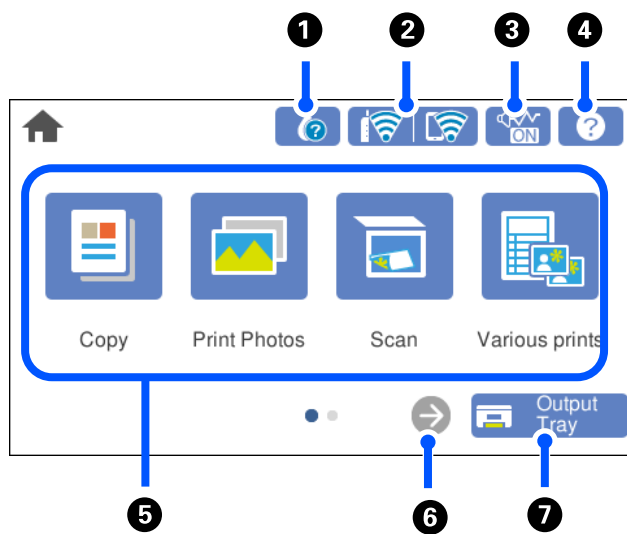 1 2 3 4
? ON ?
Copy Print Photos Scan Various prints
Output
Tray
5 6 7